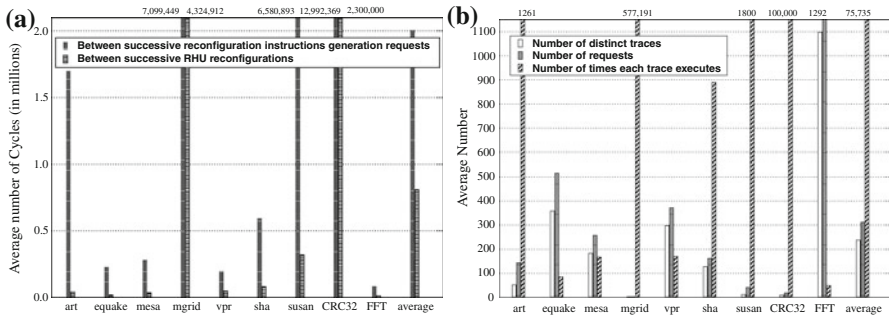 (a)
7,099,449 4,324,912 6,580,893 12,992,369 2,300,000
Average number of Cycles (in millions)
2.0
1.5
1.0
0.5
0.0
Between successive reconfiguration instructions generation requests
Between successive RHU reconfigurations
art equake mesa mgrid vpr sha susan CRC32 FFT average
(b)
1261 577,191 1800 100,000 1292 75,735
Average Number
1100
1000
900
800
700
600
500
400
300
200
100
0
Number of distinct traces
Number of requests
Number of times each trace executes
art equake mesa mgrid vpr sha susan CRC32 FFT average